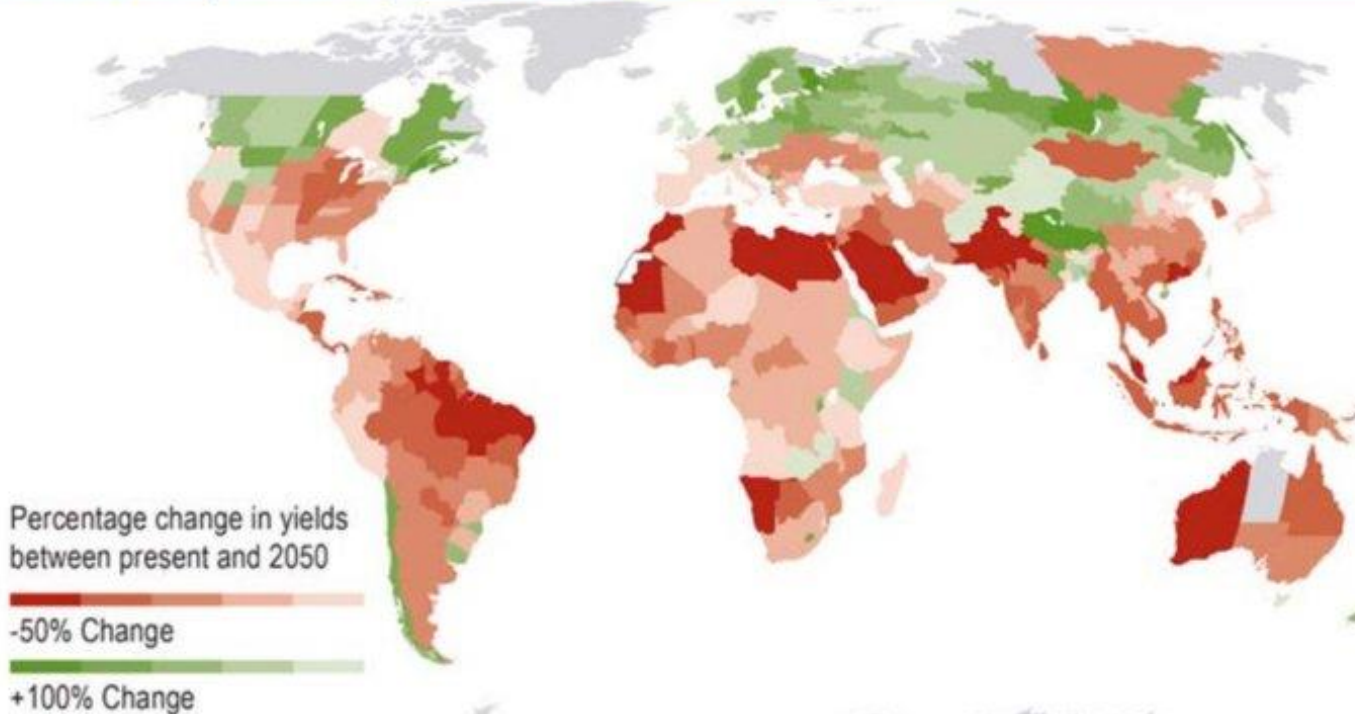 Percentage change in yields
between present and 2050
-50% Change
+100% Change